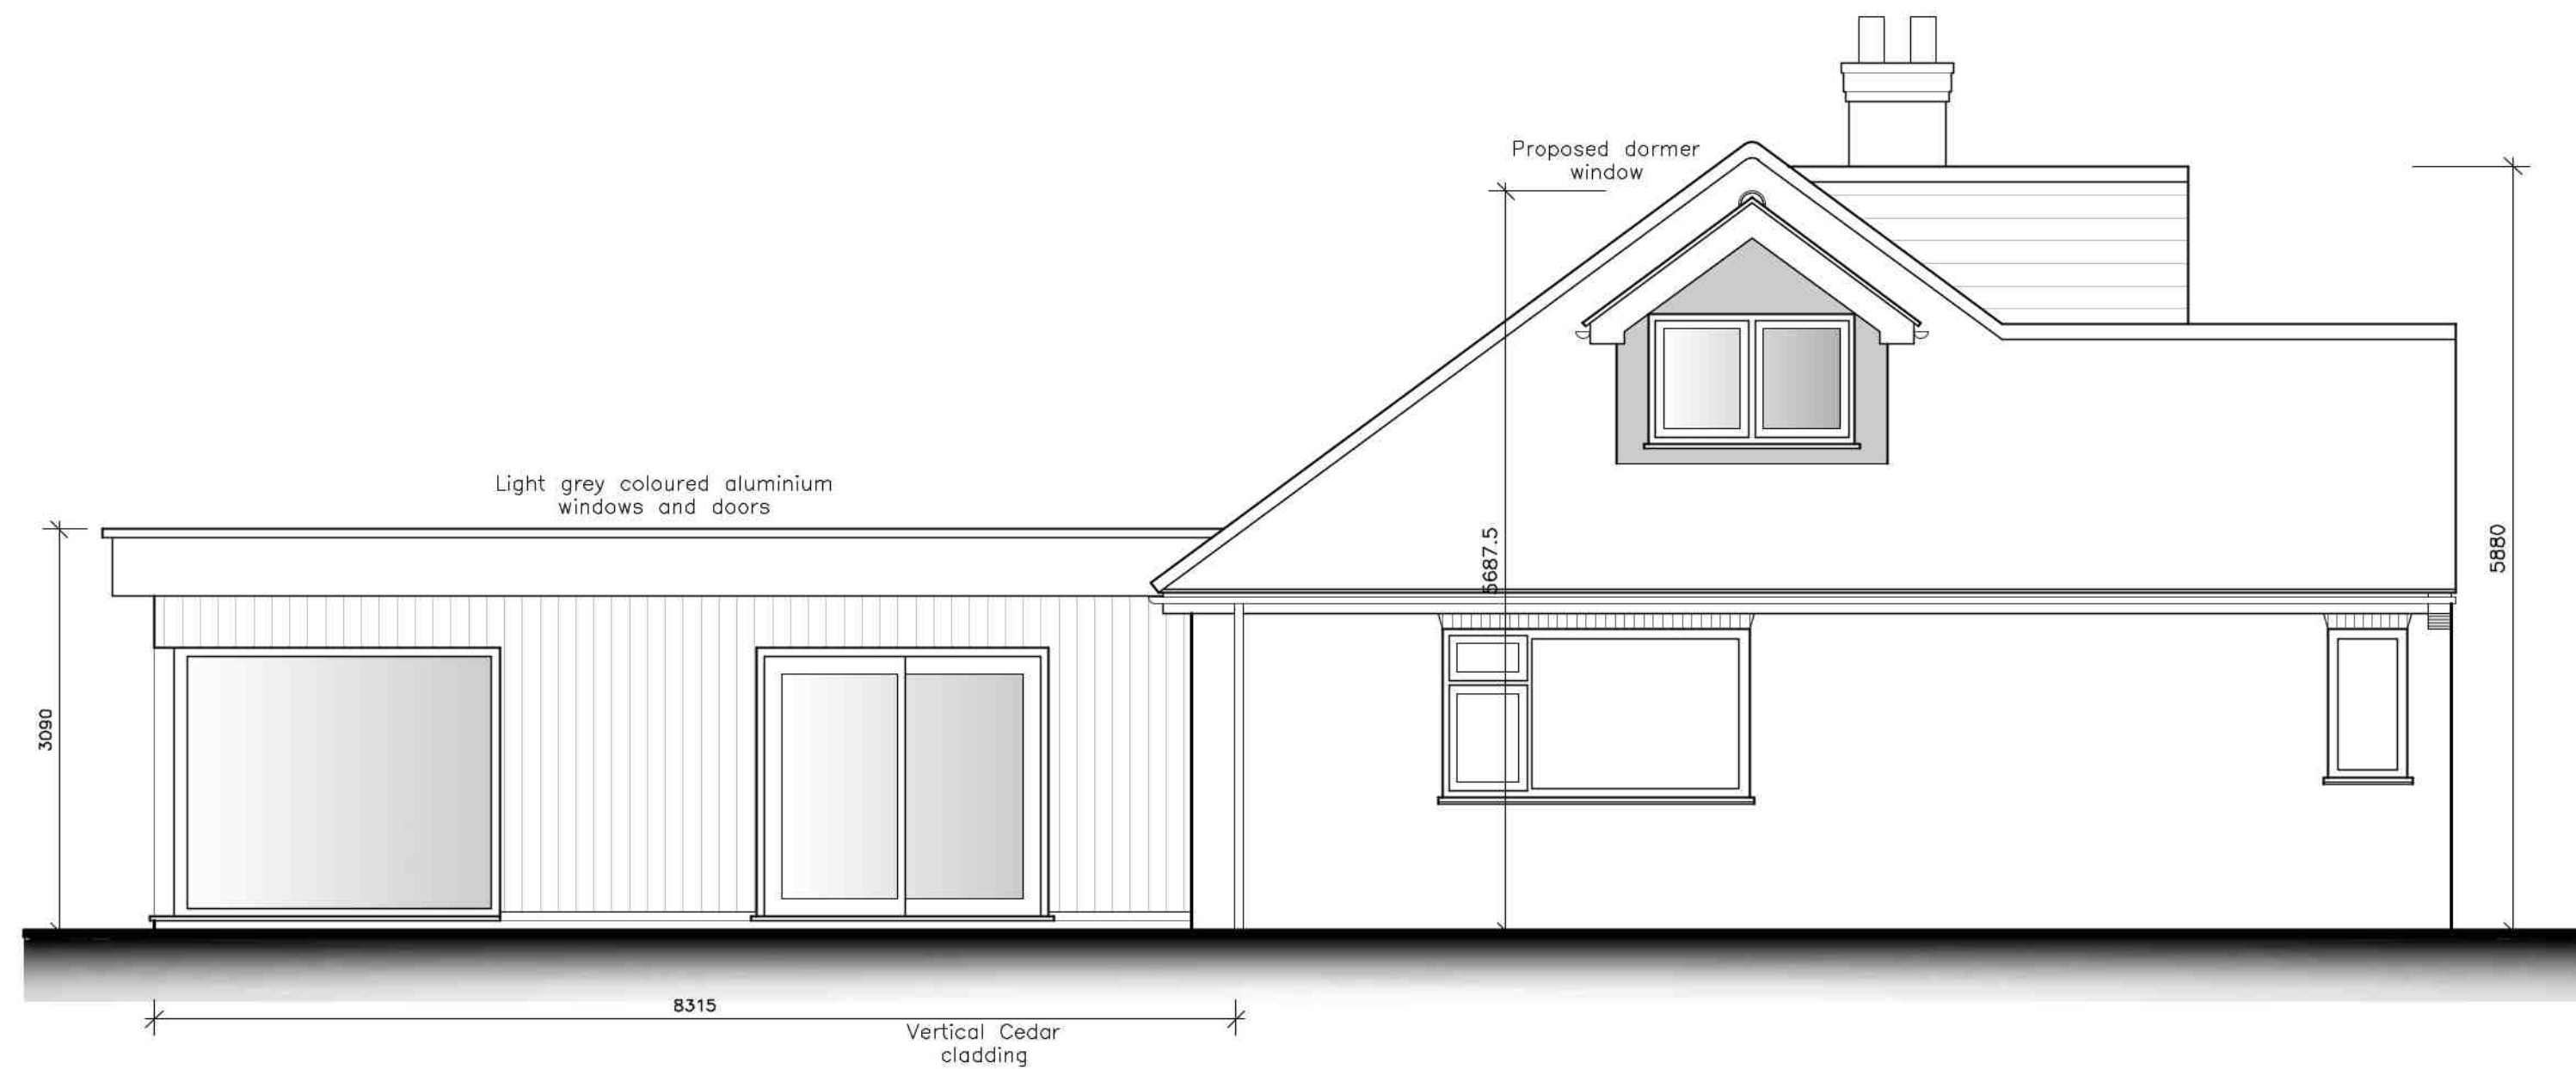 Proposed dormer
window
Light grey coloured aluminium
windows and doors
5687.5
5880
3090
8315
Vertical Cedar
cladding